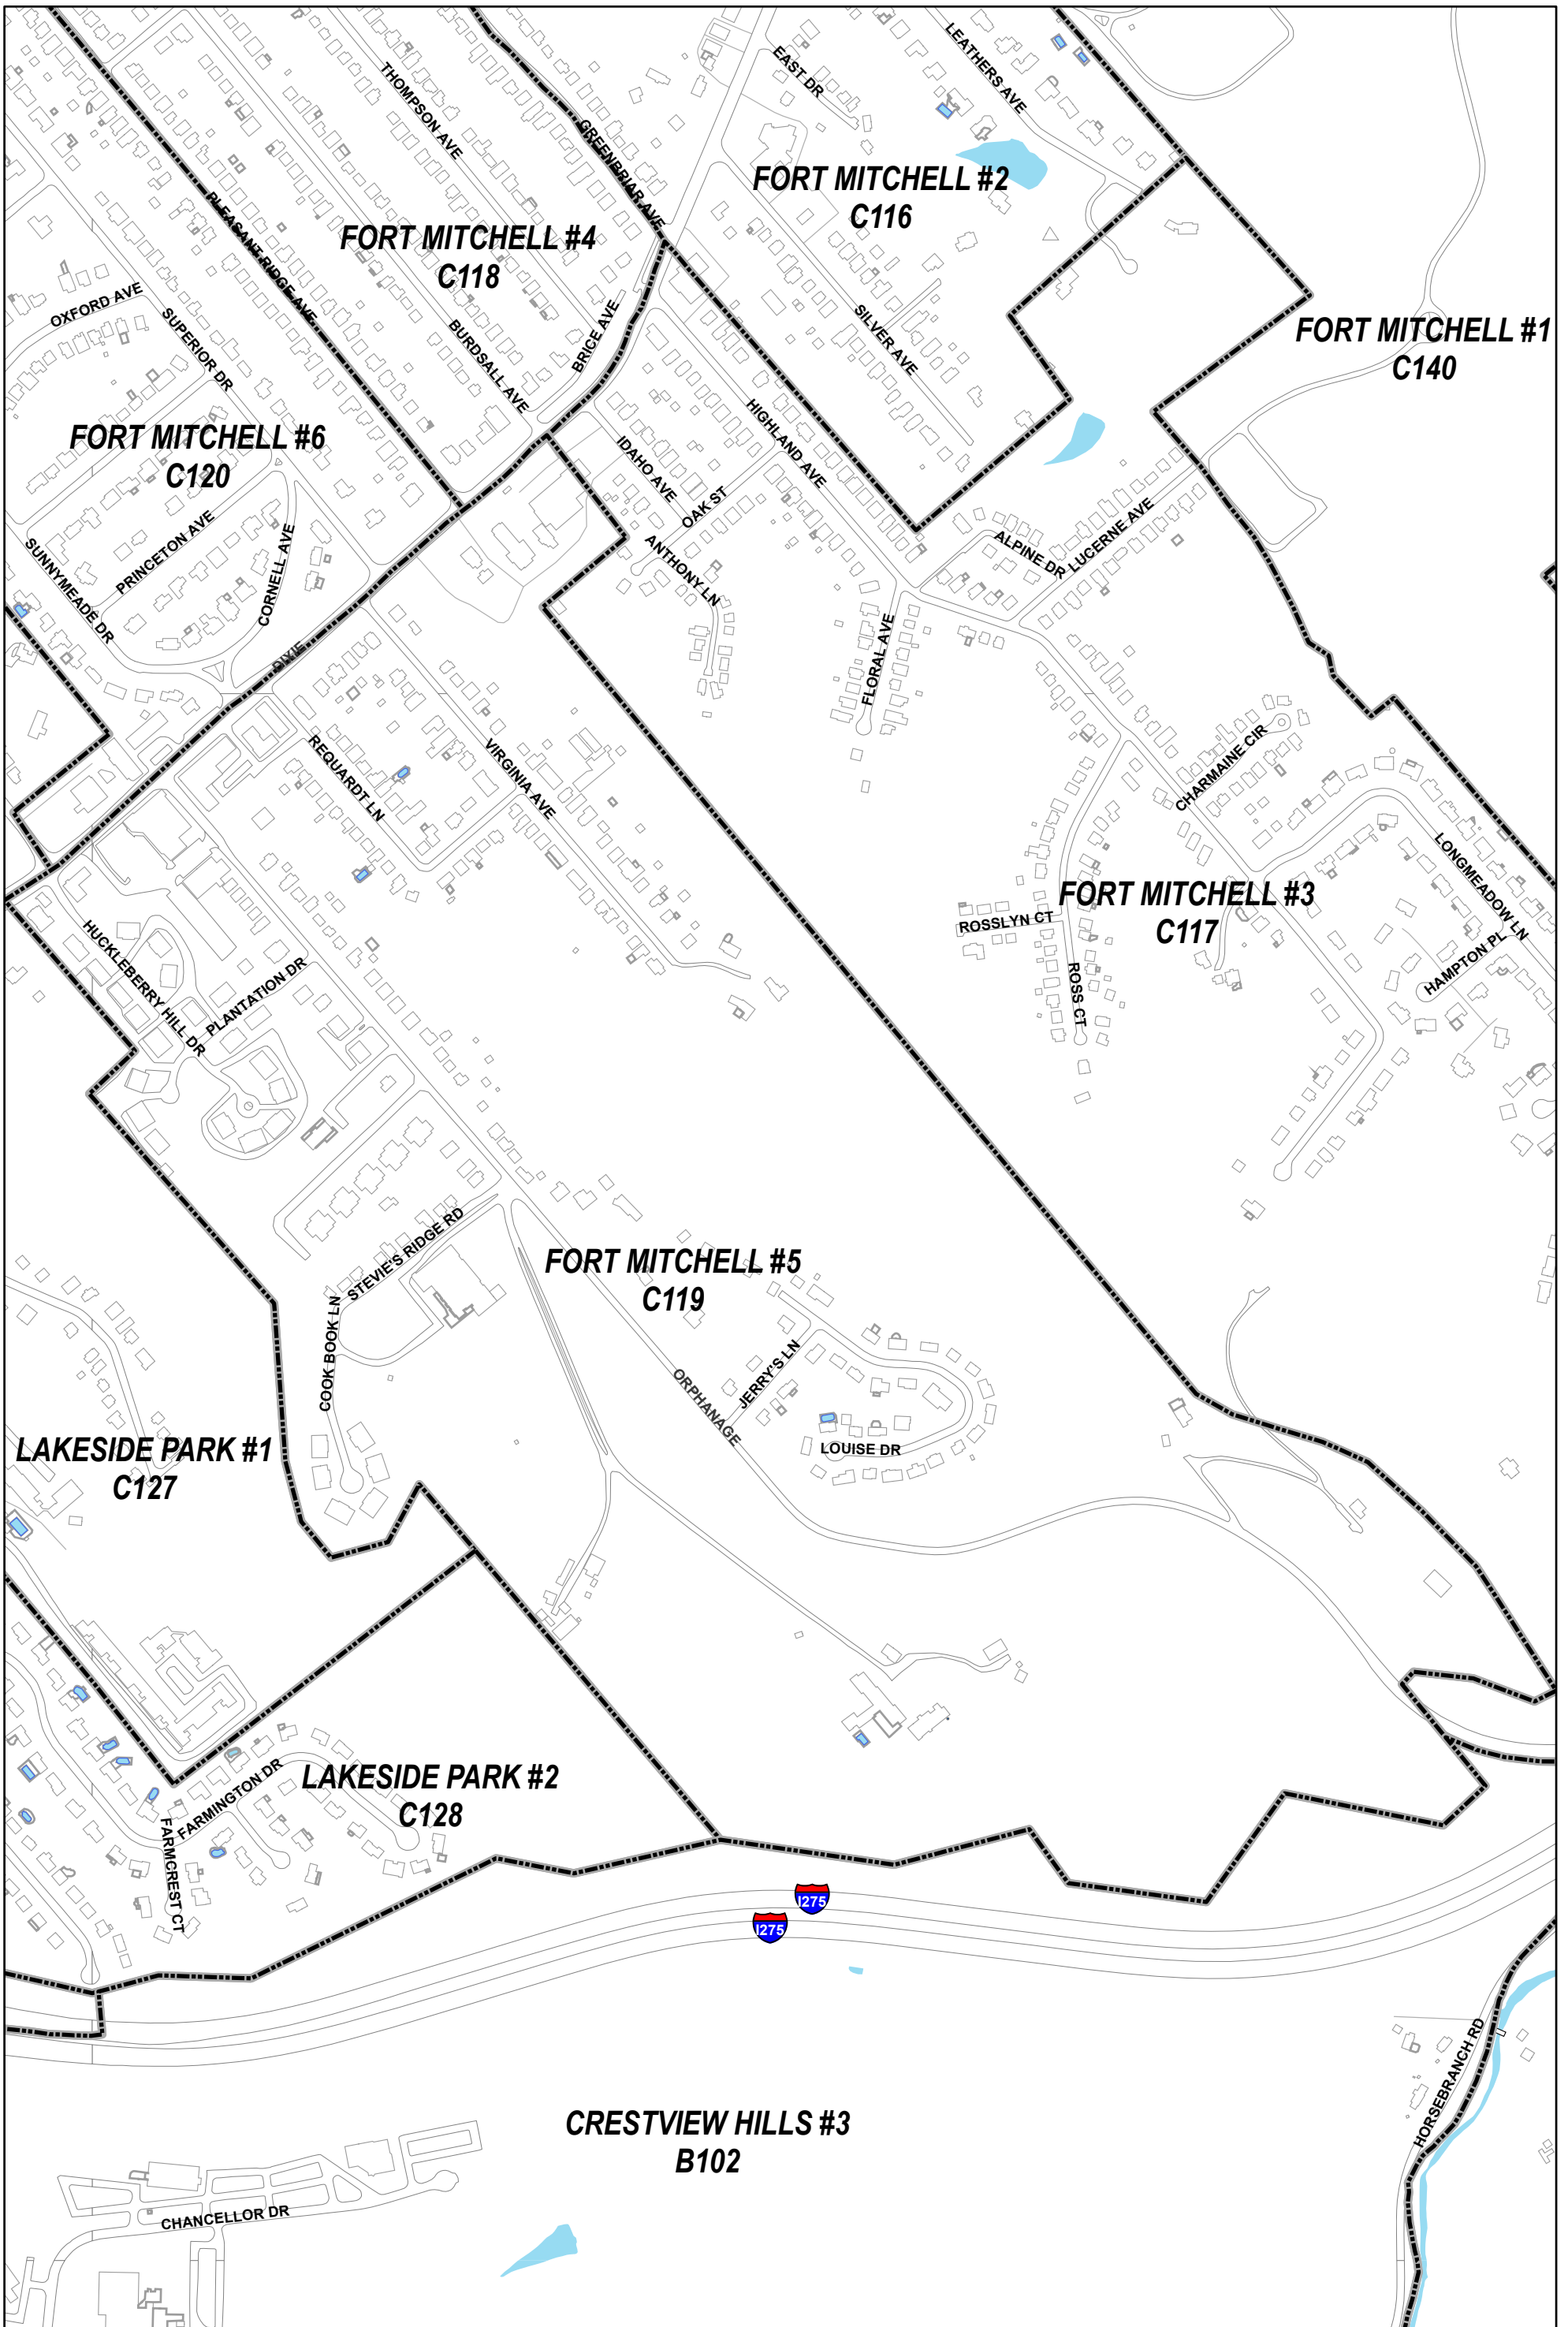 LEATHERS AVE
EAST DR
THOMPSON AVE
GREENBRIAR AVE
FORT MITCHELL #2
C116
PLEASANT RIDGE AVE
FORT MITCHELL #4
C118
OXFORD AVE
SUPERIOR DR
BURDSALL AVE
BRICE AVE
SILVER AVE
FORT MITCHELL #1
C140
FORT MITCHELL #6
C120
HIGHLAND AVE
IDAHO AVE
OAK ST
ANTHONY LN
ALPINE DR
LUCERNE AVE
SUNNYMEADE DR
PRINCETON AVE
CORNELL AVE
DIXIE
FLORAL AVE
REQUARDT LN
VIRGINIA AVE
CHARMAINE CIR
LONGMEADOW LN
FORT MITCHELL #3
C117
ROSSLYN CT
ROSS CT
HAMPTON PL
HUCKLEBERRY HILL DR
PLANTATION DR
STEVIE'S RIDGE RD
COOK BOOK LN
FORT MITCHELL #5
C119
JERRY'S LN
ORPHANAGE
LOUISE DR
LAKESIDE PARK #1
C127
LAKESIDE PARK #2
C128
FARMINGTON DR
FARMCREST CT
I275
I275
HORSEBRANCH RD
CRESTVIEW HILLS #3
B102
CHANCELLOR DR